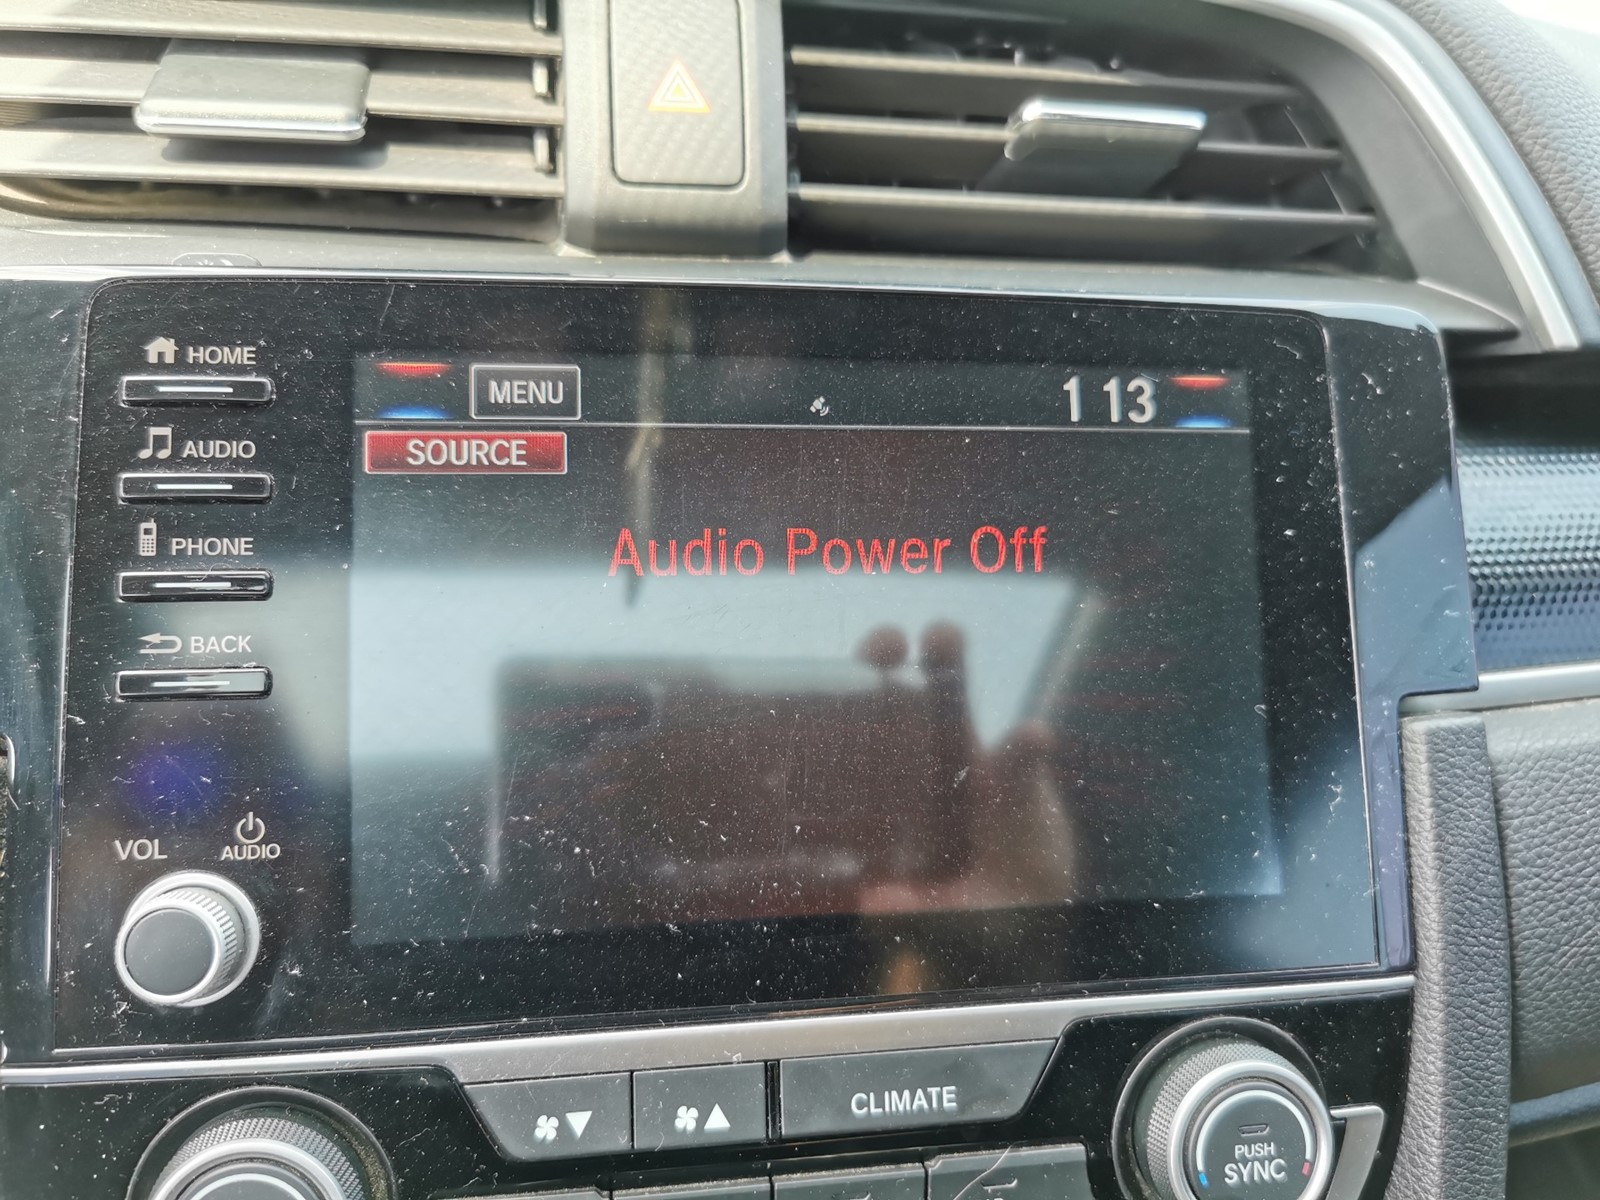 HOME
MENU
1 13
SOURCE
AUDIO
Audio Power Off
PHONE
BACK
VOL
AUDIO
CLIMATE
PUSH
SYNC